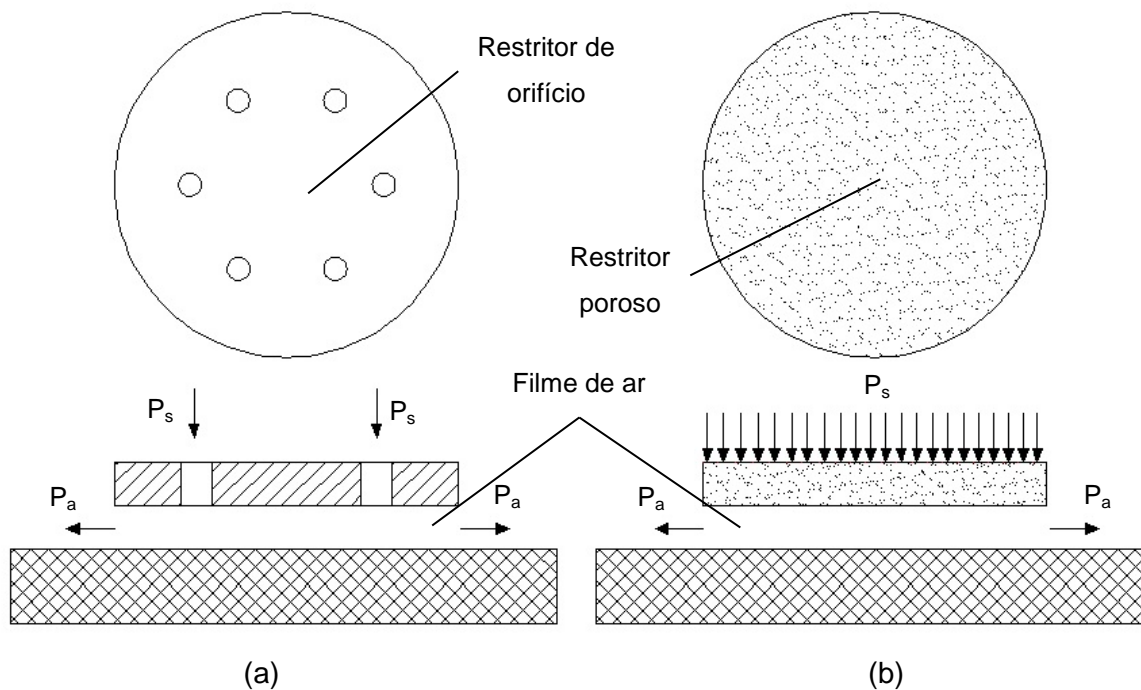 Restritor de
orifício
Restritor
poroso
Filme de ar
Pₛ
Pₛ
Pₛ
Pₐ
Pₐ
Pₐ
Pₐ
(a)
(b)